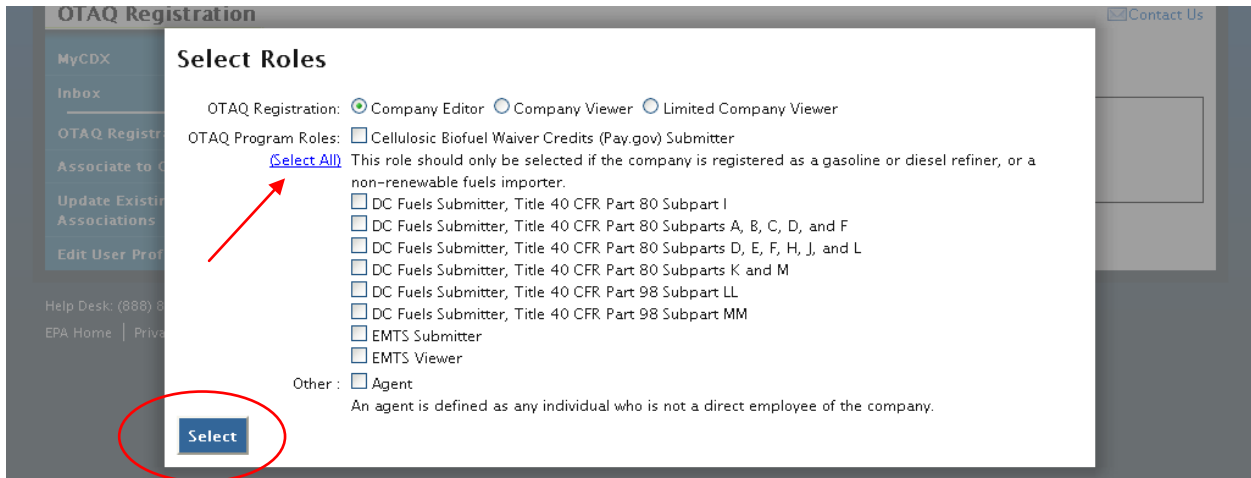 OTAQ Registration
Contact Us
MyCDX
Inbox
OTAQ Registr
Associate to C
Update Existin
Associations
Edit User Prof
Help Desk: (888) 8
EPA Home | Priva
Select Roles
OTAQ Registration: Company Editor Company Viewer Limited Company Viewer
OTAQ Program Roles: Cellulosic Biofuel Waiver Credits (Pay.gov) Submitter
(Select All) This role should only be selected if the company is registered as a gasoline or diesel refiner, or a
non-renewable fuels importer.
DC Fuels Submitter, Title 40 CFR Part 80 Subpart I
DC Fuels Submitter, Title 40 CFR Part 80 Subparts A, B, C, D, and F
DC Fuels Submitter, Title 40 CFR Part 80 Subparts D, E, F, H, J, and L
DC Fuels Submitter, Title 40 CFR Part 80 Subparts K and M
DC Fuels Submitter, Title 40 CFR Part 98 Subpart LL
DC Fuels Submitter, Title 40 CFR Part 98 Subpart MM
EMTS Submitter
EMTS Viewer
Other : Agent
An agent is defined as any individual who is not a direct employee of the company.
Select